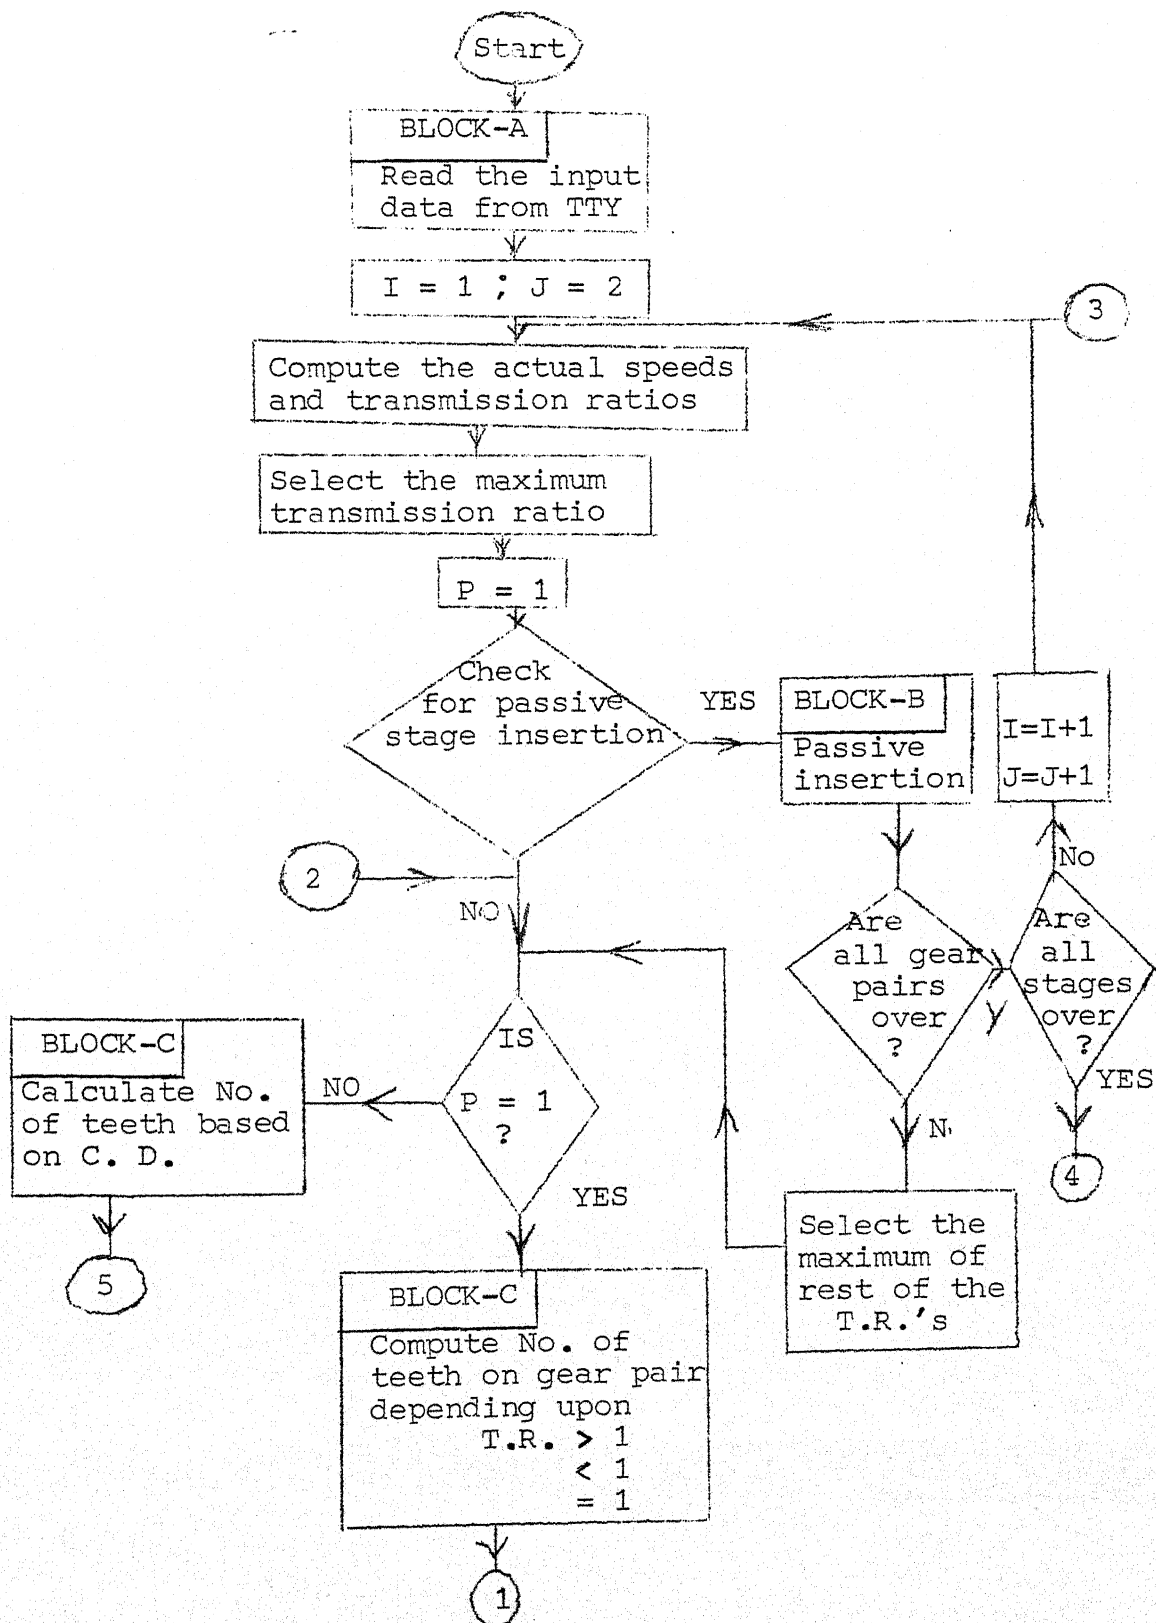 Start
BLOCK-A
Read the input
data from TTY
I = 1 ; J = 2
3
Compute the actual speeds
and transmission ratios
Select the maximum
transmission ratio
P = 1
Check
for passive
stage insertion
YES
BLOCK-B
Passive
insertion
I=I+1
J=J+1
2
NO
No
Are
all gear
pairs
over
?
Y
Are
all
stages
over
?
YES
4
N
IS
P = 1
?
NO
YES
BLOCK-C
Calculate No.
of teeth based
on C. D.
5
Select the
maximum of
rest of the
T.R.'s
BLOCK-C
Compute No. of
teeth on gear pair
depending upon
T.R. > 1
< 1
= 1
1